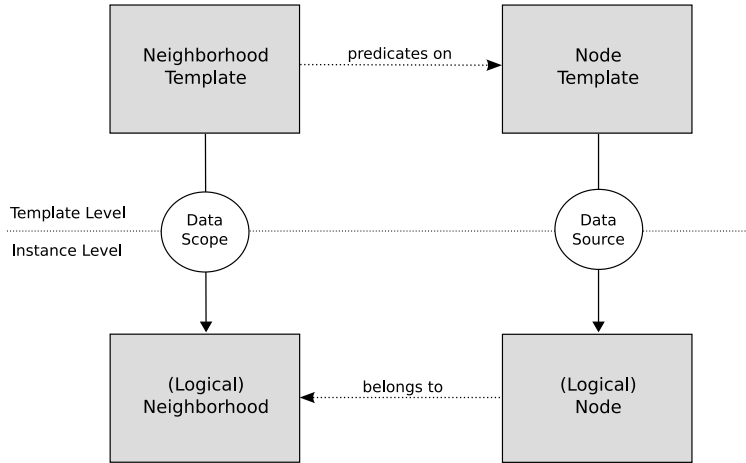 Neighborhood
Template
predicates on
Node
Template
Template Level
Data
Scope
Data
Source
Instance Level
(Logical)
Neighborhood
belongs to
(Logical)
Node